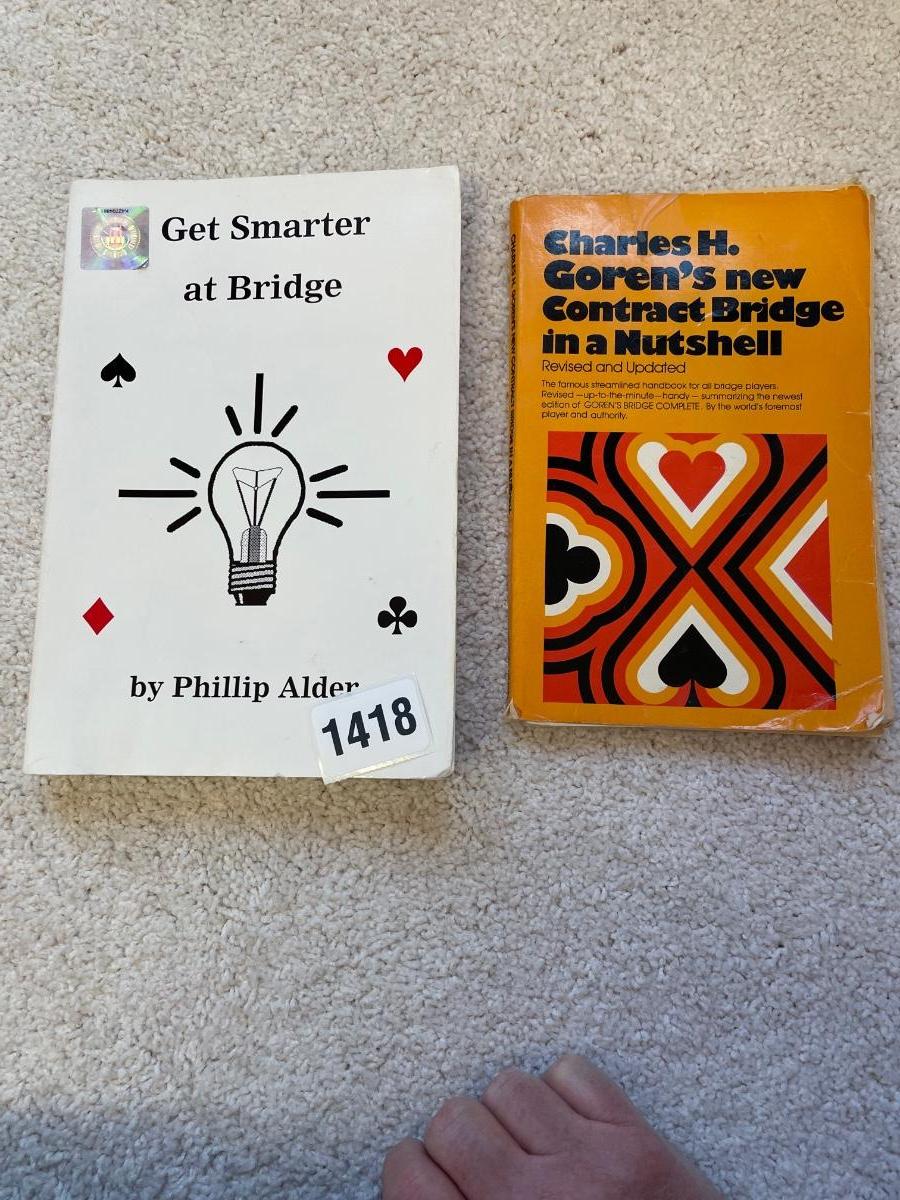 Get Smarter
at Bridge
by Phillip Alder
1418
Charles H.
Goren's new
Contract Bridge
in a Nutshell
Revised and Updated
The famous streamlined handbook for all bridge players.
Revised—up-to-the-minute—handy—summarizing the newest
edition of GOREN'S BRIDGE COMPLETE. By the world's foremost
player and authority.